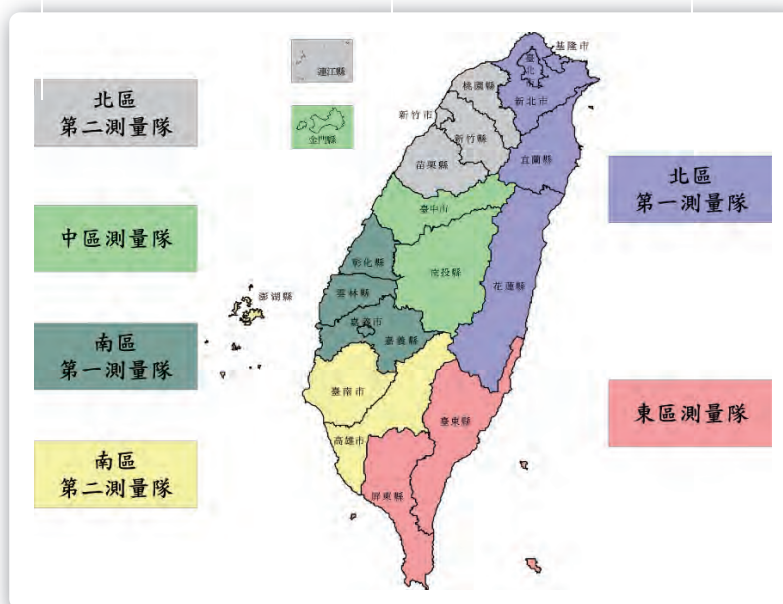 北區
第二測量隊
中區測量隊
南區
第一測量隊
南區
第二測量隊
連江縣
金門縣
基隆市
臺北市
桃園縣
新北市
新竹市
新竹縣
苗栗縣
宜蘭縣
臺中市
彰化縣
南投縣
花蓮縣
雲林縣
澎湖縣
嘉義市
嘉義縣
臺南市
臺東縣
高雄市
屏東縣
北區
第一測量隊
東區測量隊